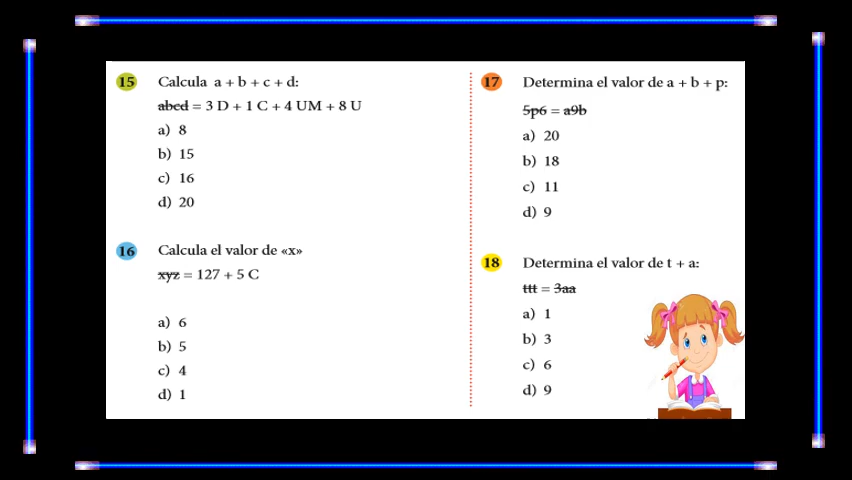 15 Calcula a + b + c + d:
abcd = 3 D + 1 C + 4 UM + 8 U
a) 8
b) 15
c) 16
d) 20
16 Calcula el valor de «x»
xyz = 127 + 5 C
a) 6
b) 5
c) 4
d) 1
17 Determina el valor de a + b + p:
5p6 = a9b
a) 20
b) 18
c) 11
d) 9
18 Determina el valor de t + a:
ttt = 3aa
a) 1
b) 3
c) 6
d) 9